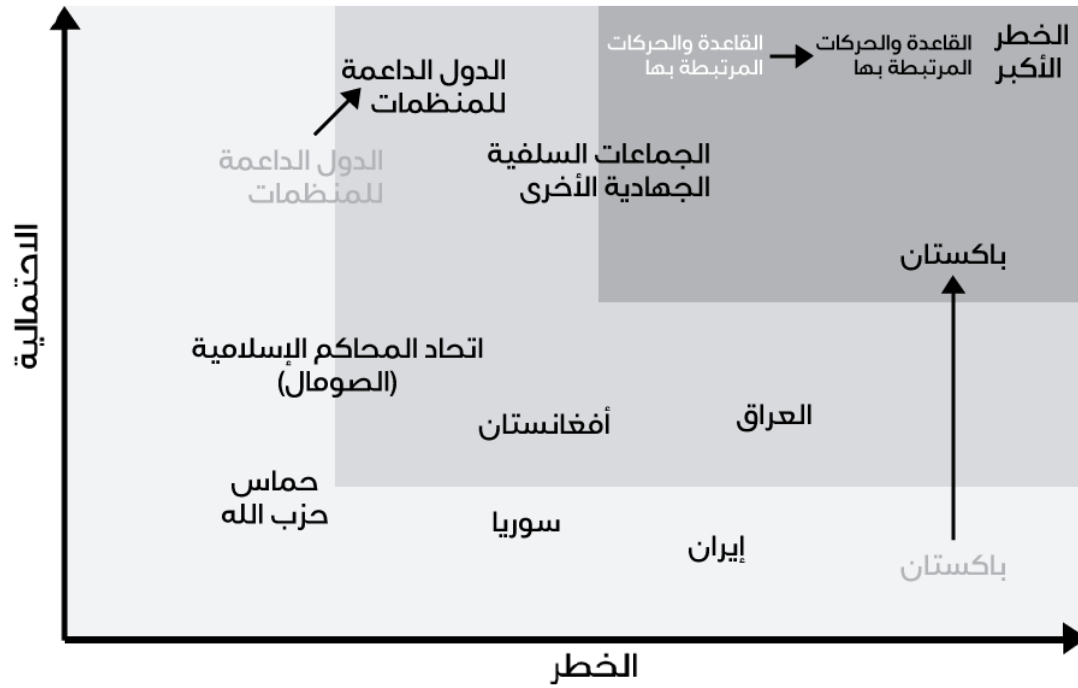 الخطر
الأكبر
القاعدة والحركات
المرتبطة بها
القاعدة والحركات
المرتبطة بها
الدول الداعمة
للمنظمات
الدول الداعمة
للمنظمات
الجماعات السلفية
الجهادية الأخرى
باكستان
الاحتمالية
اتحاد المحاكم الإسلامية
(الصومال)
العراق
أفغانستان
حماس
حزب الله
سوريا
إيران
باكستان
الخطر